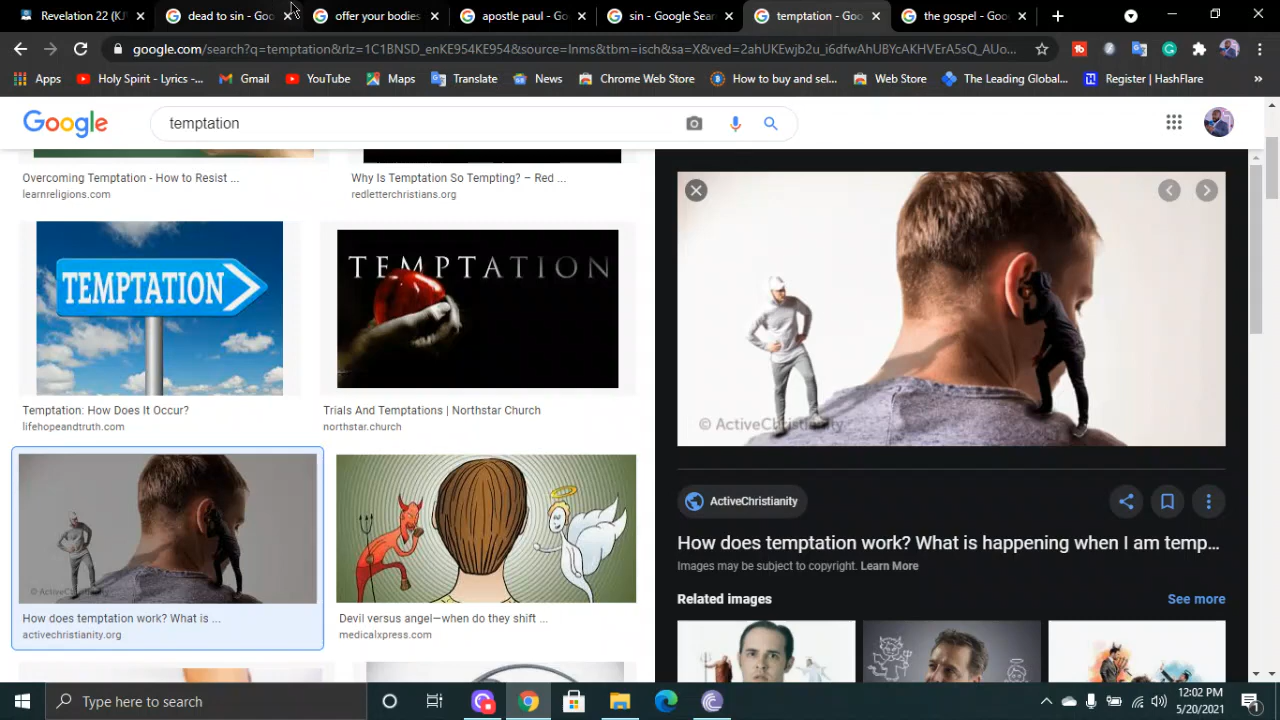 Revelation 22 (KJ
dead to sin - Goo
offer your bodies
apostle paul - Go
sin - Google Sear
temptation - Goo
the gospel - Goo
google.com/search?q=temptation&rlz=1C1BNSD_enKE954KE954&source=lnms&tbm=isch&sa=X&ved=2ahUKEwjb2u_i6dfwAhUBYcAKHVErA5sQ_AUo...
Apps
Holy Spirit - Lyrics -...
Gmail
YouTube
Maps
Translate
News
Chrome Web Store
How to buy and sel...
Web Store
The Leading Global...
Register | HashFlare
»
Google
temptation
Overcoming Temptation - How to Resist ...
learnreligions.com
Why Is Temptation So Tempting? – Red ...
redletterchristians.org
TEMPTATION
TEMPTATION
Temptation: How Does It Occur?
lifehopeandtruth.com
Trials And Temptations | Northstar Church
northstar.church
© ActiveChristianity
How does temptation work? What is ...
activechristianity.org
Devil versus angel—when do they shift ...
medicalxpress.com
© ActiveChristianity
ActiveChristianity
How does temptation work? What is happening when I am temp...
Images may be subject to copyright. Learn More
Related images
See more
Type here to search
12:02 PM
5/20/2021
1